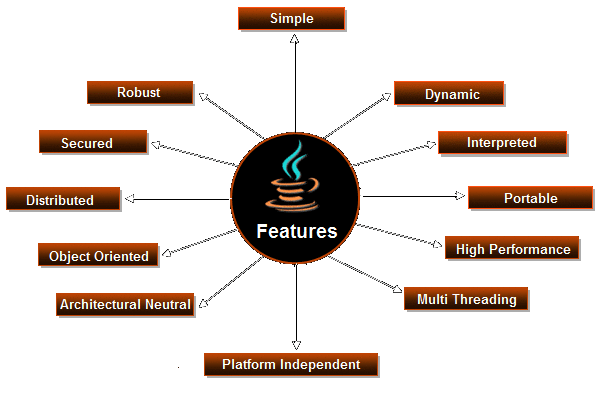 Simple
Robust
Dynamic
Secured
Interpreted
Distributed
Portable
Features
Object Oriented
High Performance
Architectural Neutral
Multi Threading
Platform Independent